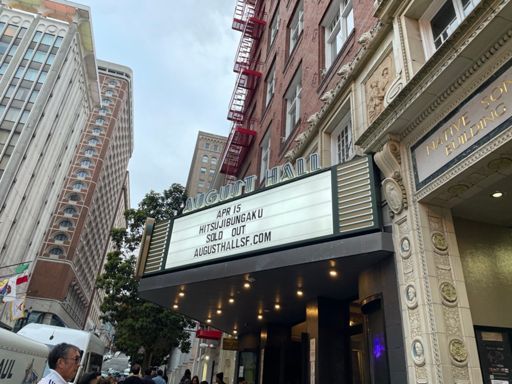 AUGUST HALL
APR 15
HITSUJIBUNGAKU
SOLD OUT
AUGUSTHALLSF.COM
NATIVE SONS
BUILDING